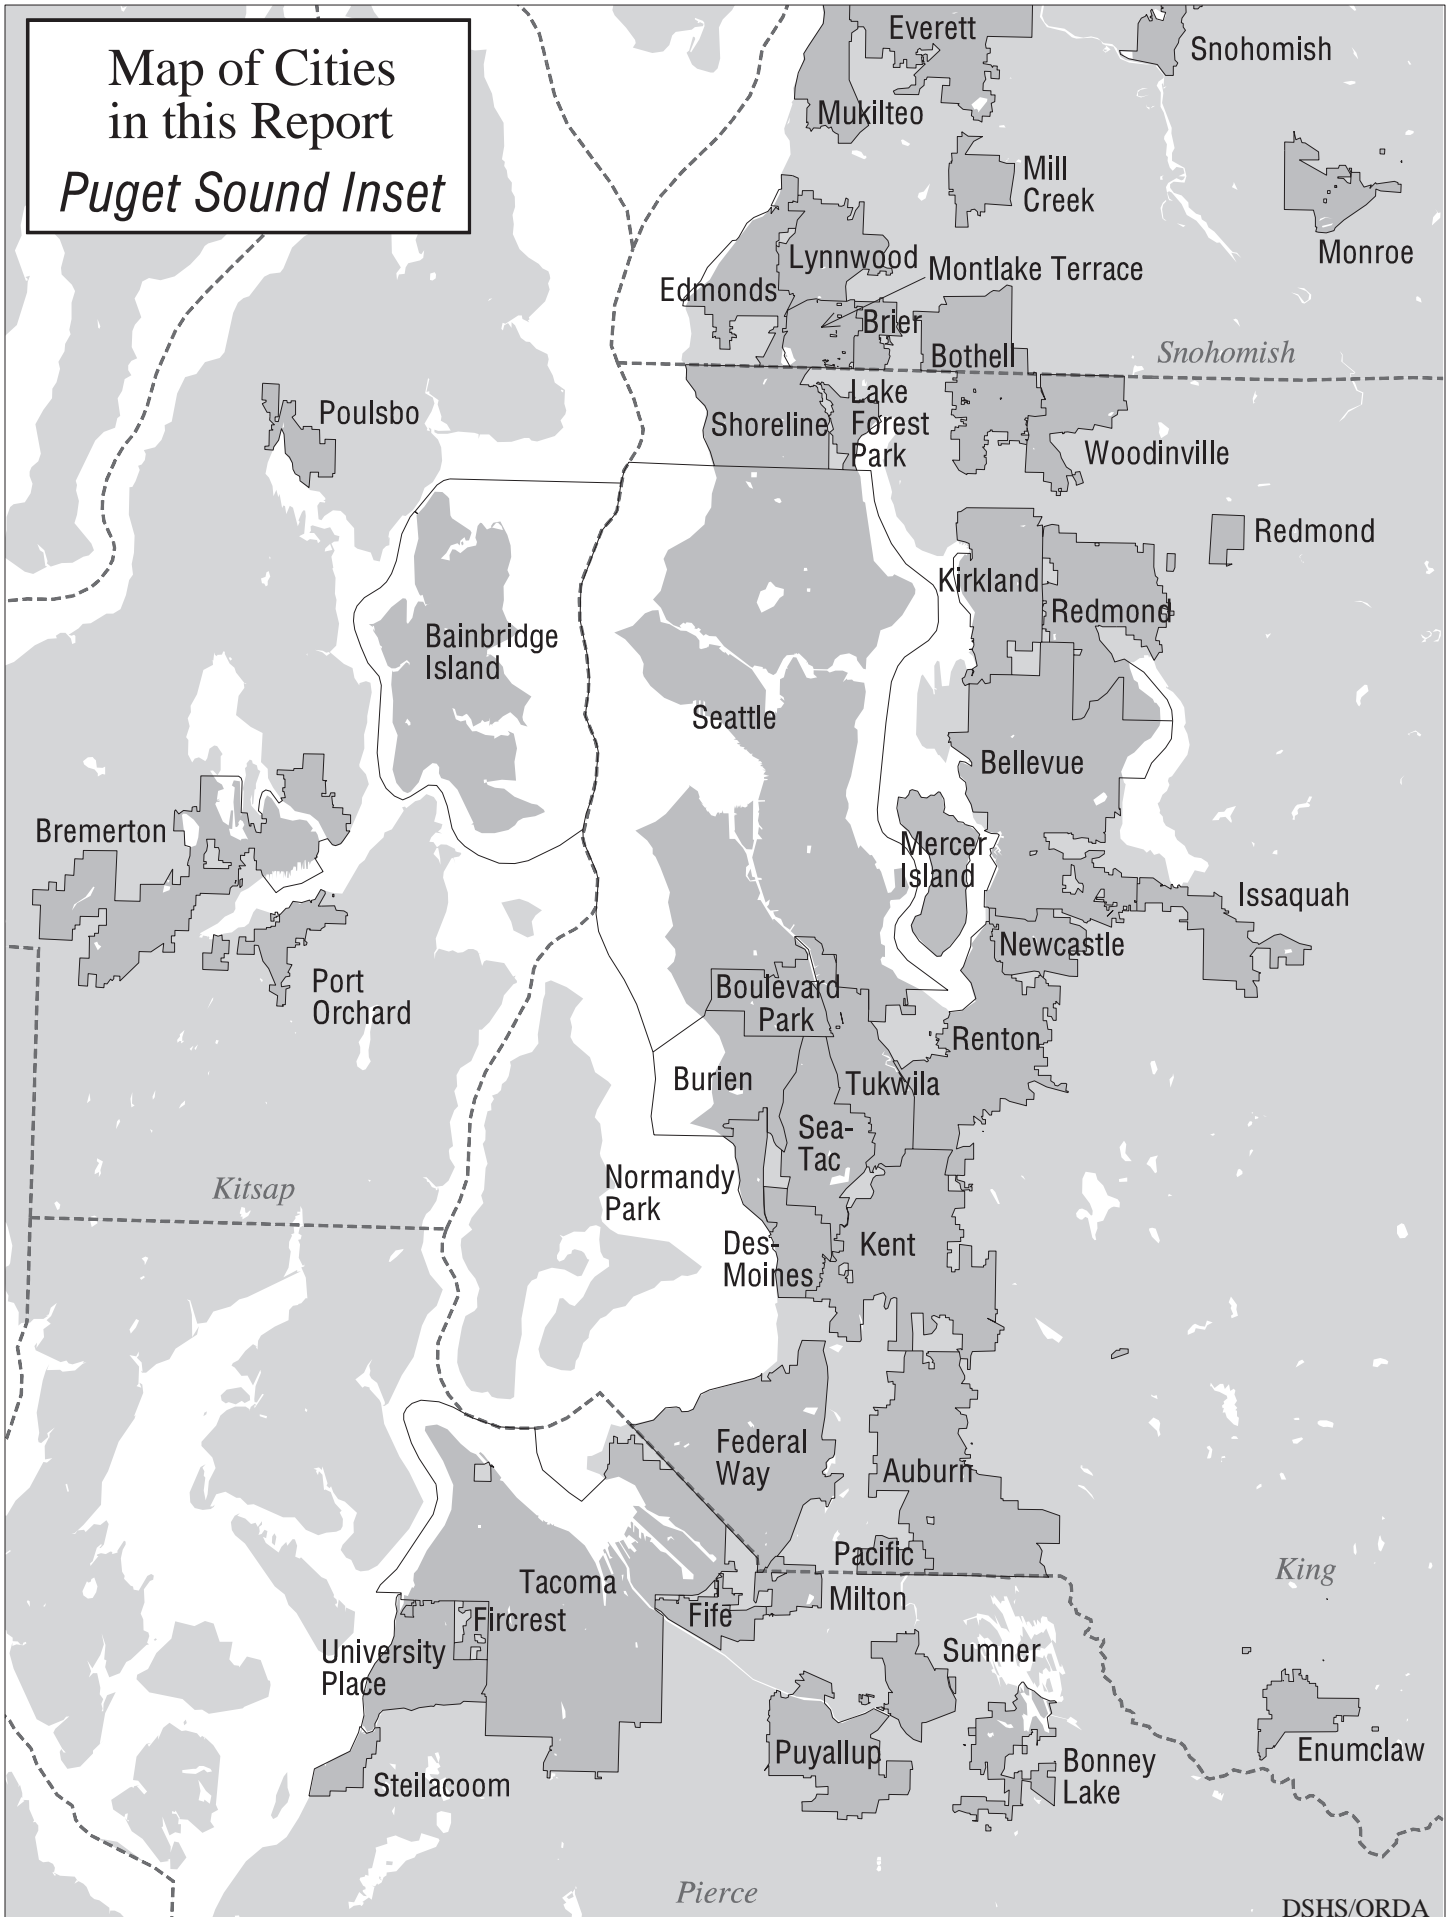 Map of Cities
in this Report
Puget Sound Inset
Everett
Snohomish
Mukilteo
Mill
Creek
Monroe
Lynnwood
Montlake Terrace
Edmonds
Brier
Bothell
Snohomish
Poulsbo
Shoreline
Lake
Forest
Park
Woodinville
Redmond
Kirkland
Redmond
Bainbridge
Island
Seattle
Bellevue
Bremerton
Mercer
Island
Issaquah
Newcastle
Port
Orchard
Boulevard
Park
Renton
Burien
Tukwila
Sea-
Tac
Normandy
Park
Kitsap
Des-
Moines
Kent
Federal
Way
Auburn
Pacific
King
Tacoma
Milton
Fife
Fircrest
University
Place
Sumner
Puyallup
Bonney
Lake
Enumclaw
Steilacoom
Pierce
DSHS/ORDA